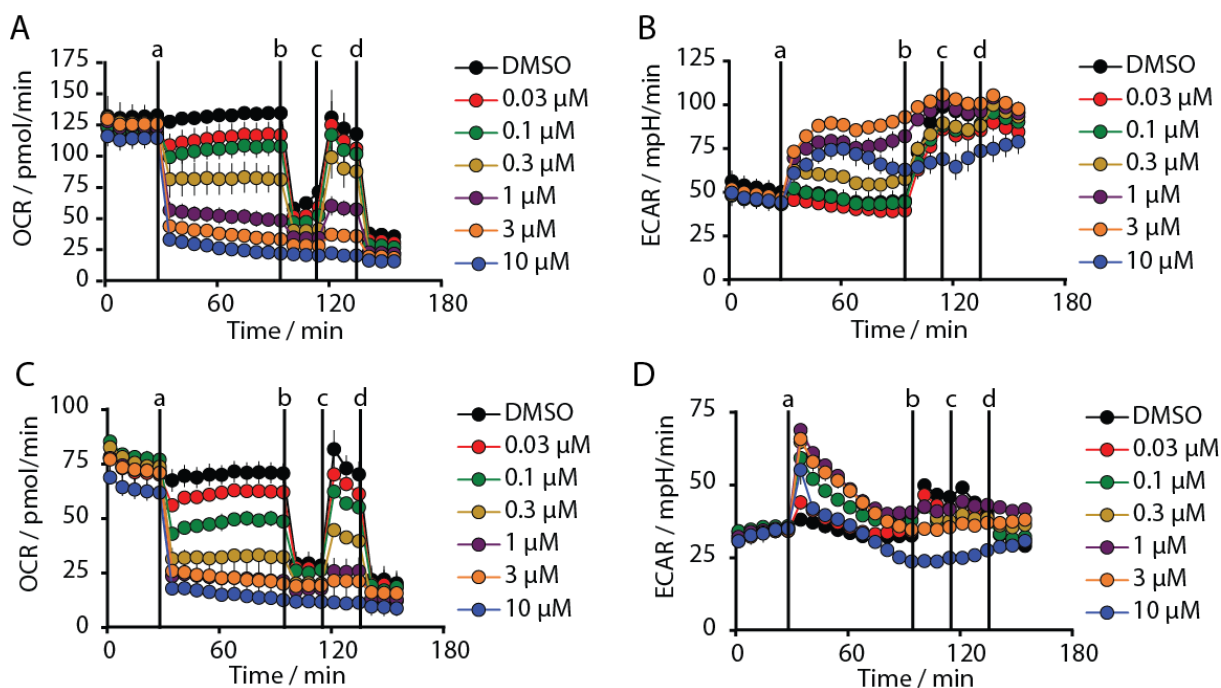 A
a b c d
175
150
125
100
75
50
25
0
OCR / pmol/min
0 60 120 180
Time / min
DMSO
0.03 µM
0.1 µM
0.3 µM
1 µM
3 µM
10 µM
B
a b c d
125
100
75
50
25
0
ECAR / mpH/min
0 60 120 180
Time / min
DMSO
0.03 µM
0.1 µM
0.3 µM
1 µM
3 µM
10 µM
C
a b c d
100
75
50
25
0
OCR / pmol/min
0 60 120 180
Time / min
DMSO
0.03 µM
0.1 µM
0.3 µM
1 µM
3 µM
10 µM
D
a b c d
75
50
25
0
ECAR / mpH/min
0 60 120 180
Time / min
DMSO
0.03 µM
0.1 µM
0.3 µM
1 µM
3 µM
10 µM